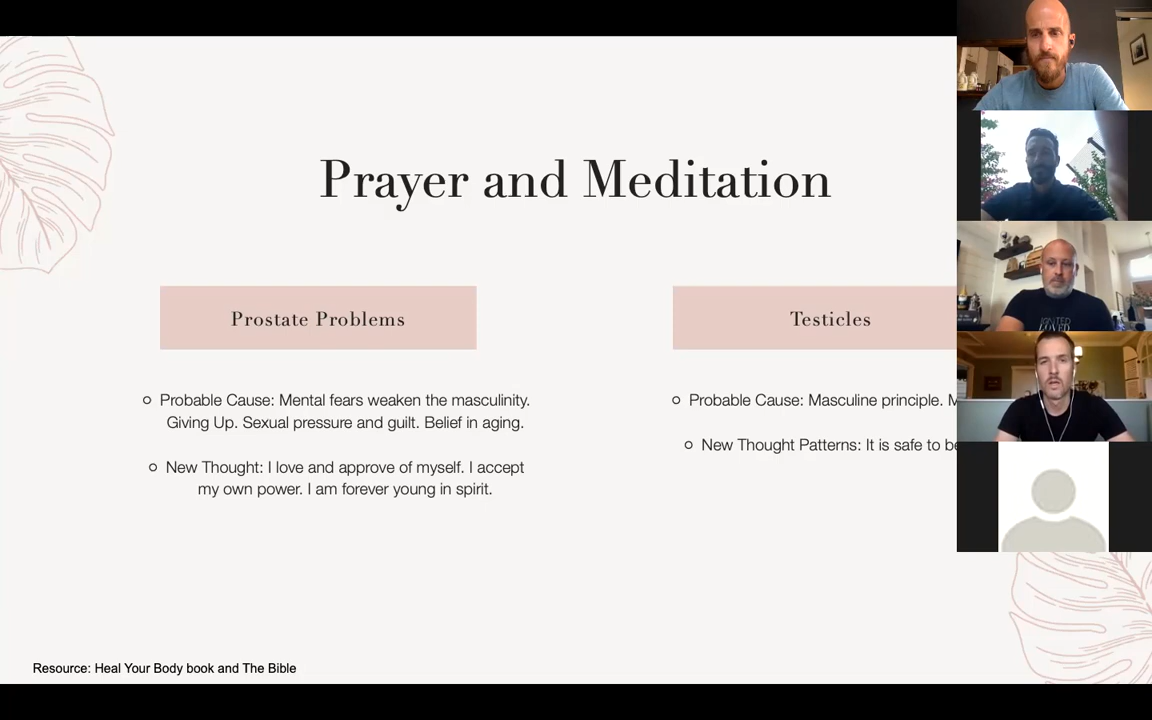 Prayer and Meditation
Prostate Problems
Probable Cause: Mental fears weaken the masculinity.
Giving Up. Sexual pressure and guilt. Belief in aging.
New Thought: I love and approve of myself. I accept
my own power. I am forever young in spirit.
Testicles
Probable Cause: Masculine principle.
New Thought Patterns: It is safe to
Resource: Heal Your Body book and The Bible